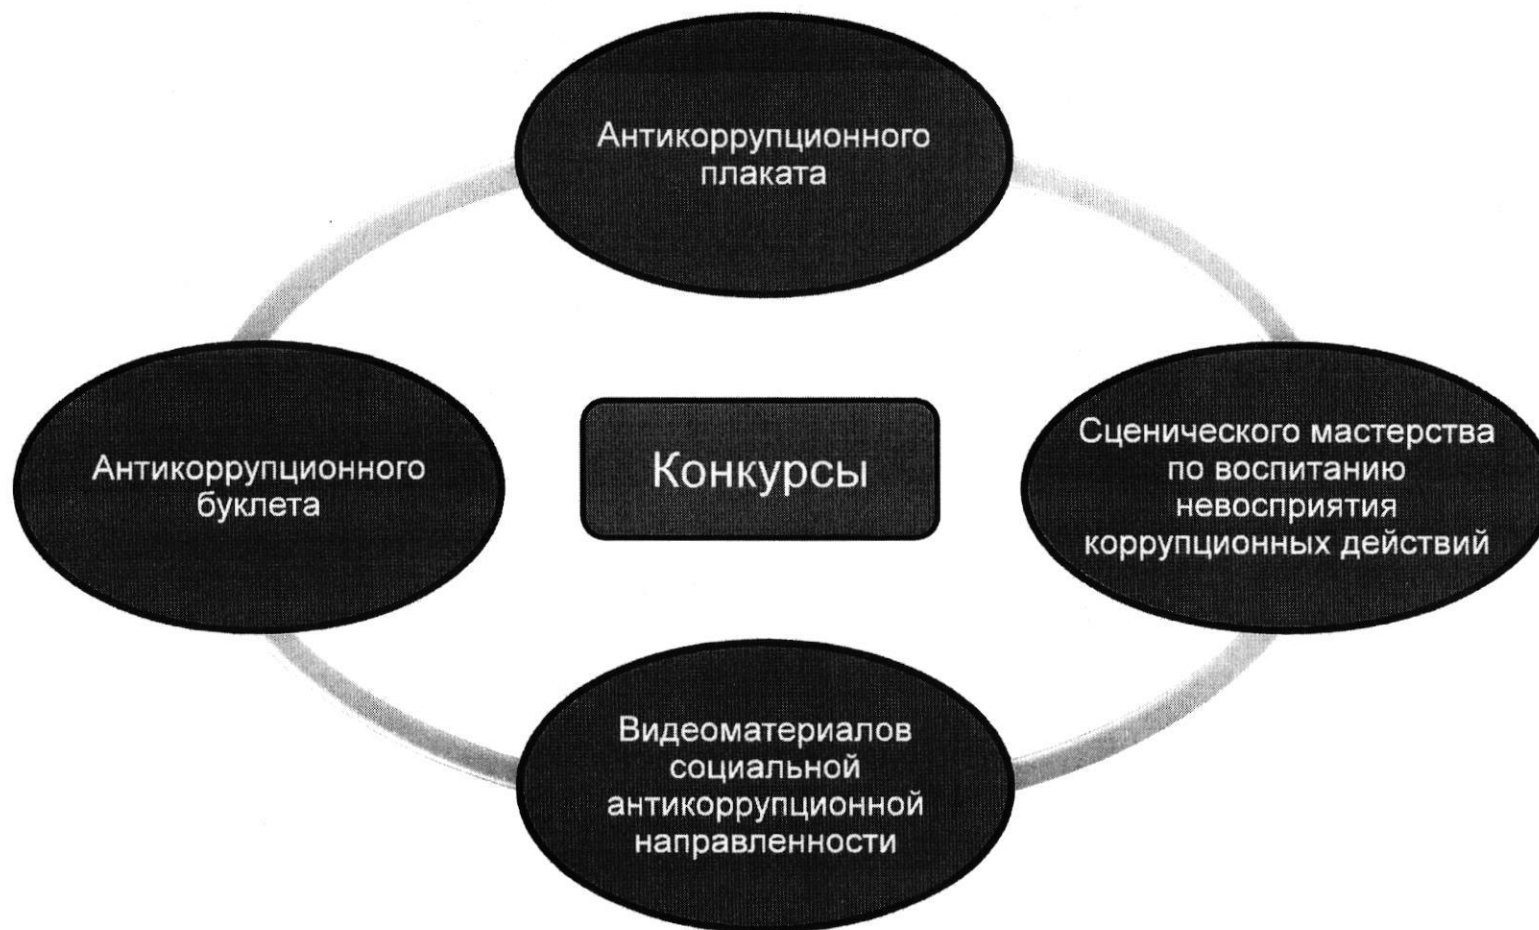 Антикоррупционного
плаката
Антикоррупционного
буклета
Конкурсы
Сценического мастерства
по воспитанию
невосприятия
коррупционных действий
Видеоматериалов
социальной
антикоррупционной
направленности